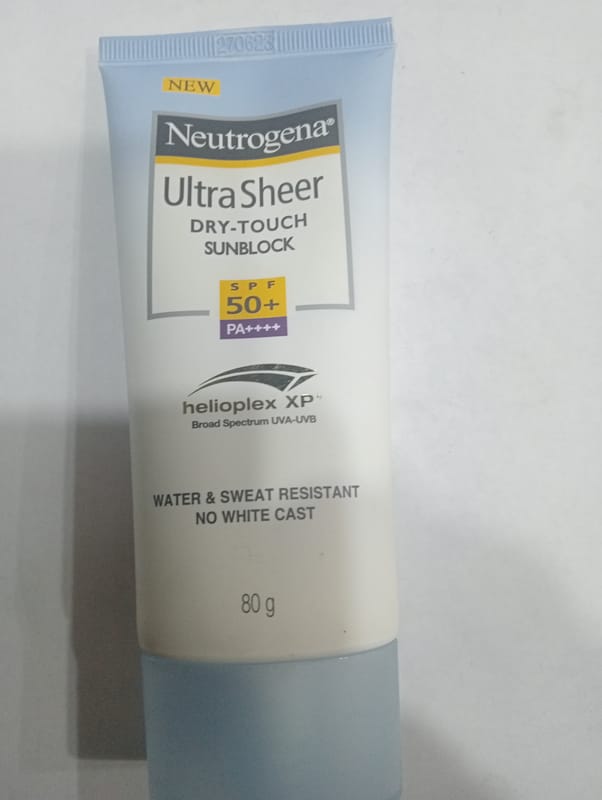 270623
NEW
Neutrogena®
Ultra Sheer
DRY-TOUCH
SUNBLOCK
SPF
50+
PA++++
helioplex XP™
Broad Spectrum UVA-UVB
WATER & SWEAT RESISTANT
NO WHITE CAST
80 g